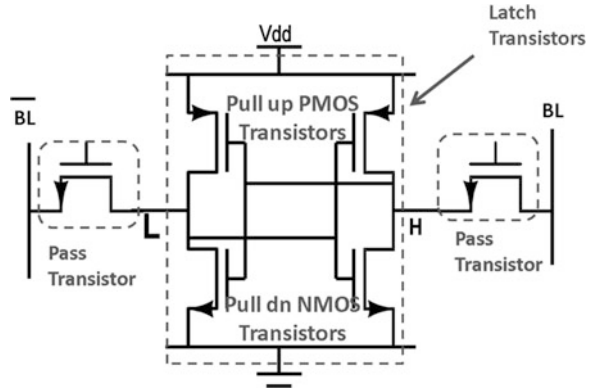 Vdd
Latch
Transistors
BL
BL
Pull up PMOS
Transistors
L
H
Pass
Transistor
Pass
Transistor
Pull dn NMOS
Transistors